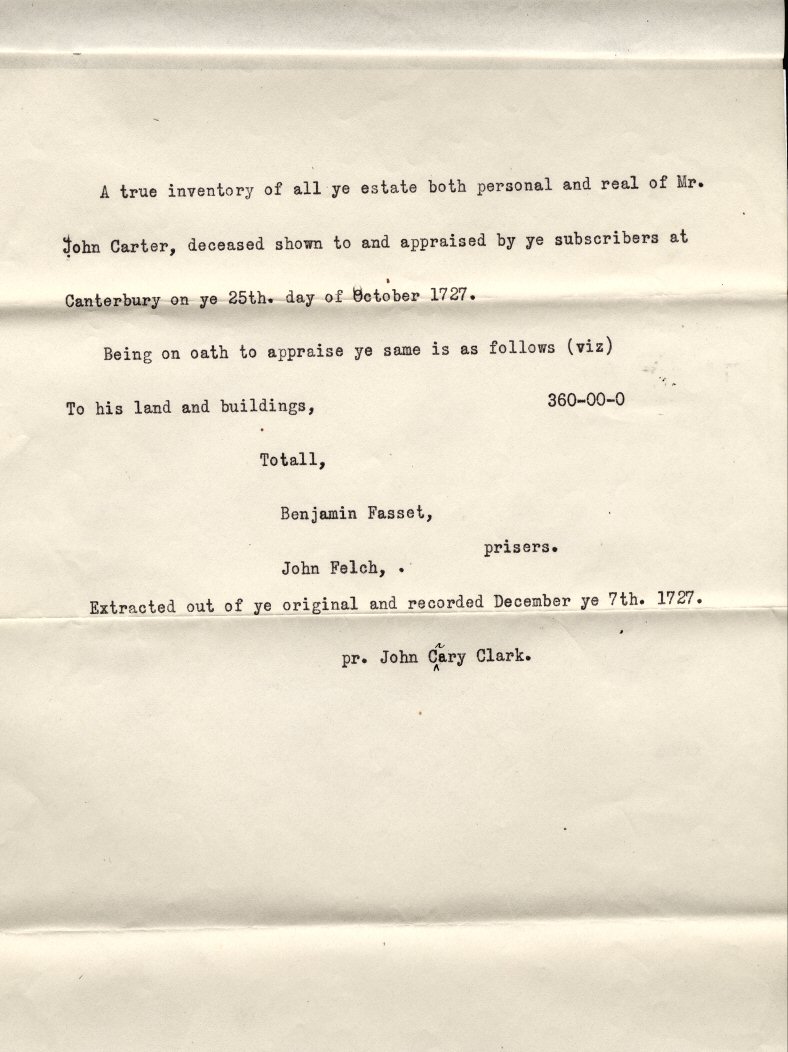 A true inventory of all ye estate both personal and real of Mr.
John Carter, deceased shown to and appraised by ye subscribers at
Canterbury on ye 25th. day of October 1727.
Being on oath to appraise ye same is as follows (viz)
To his land and buildings, 360-00-0
Totall,
Benjamin Fasset,
prisers.
John Felch, .
Extracted out of ye original and recorded December ye 7th. 1727.
pr. John Cary Clark.